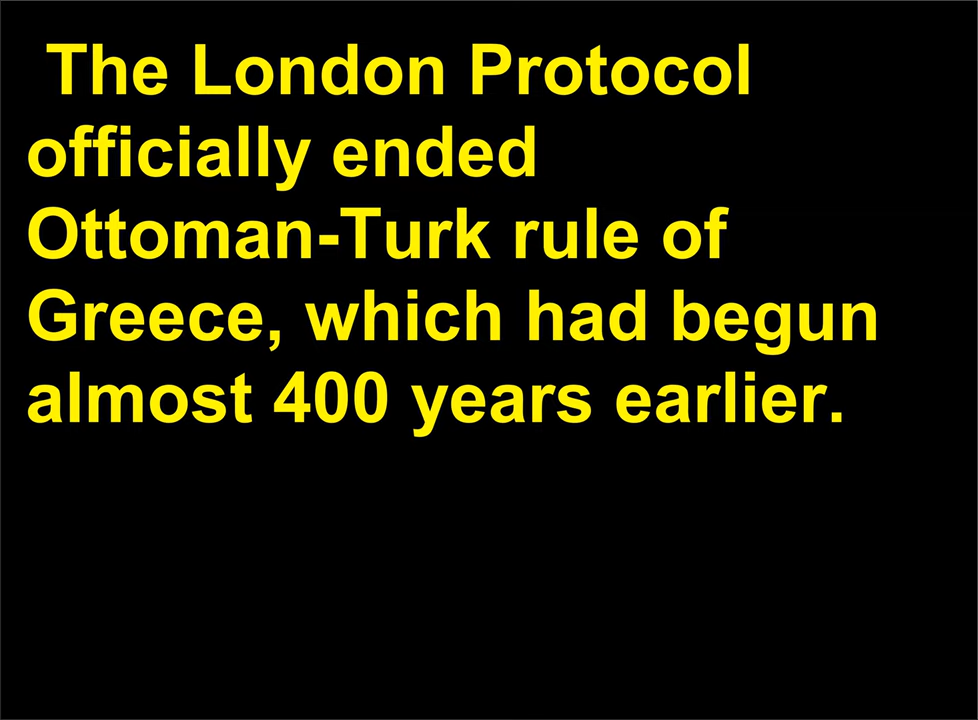 The London Protocol
officially ended
Ottoman-Turk rule of
Greece, which had begun
almost 400 years earlier.